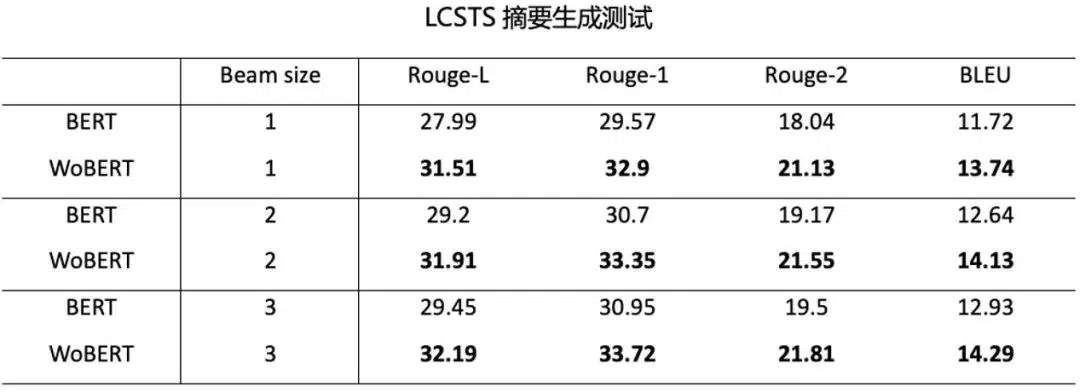 LCSTS 摘要生成测试
Beam size Rouge-L Rouge-1 Rouge-2 BLEU
BERT 1 27.99 29.57 18.04 11.72
WoBERT 1 31.51 32.9 21.13 13.74
BERT 2 29.2 30.7 19.17 12.64
WoBERT 2 31.91 33.35 21.55 14.13
BERT 3 29.45 30.95 19.5 12.93
WoBERT 3 32.19 33.72 21.81 14.29